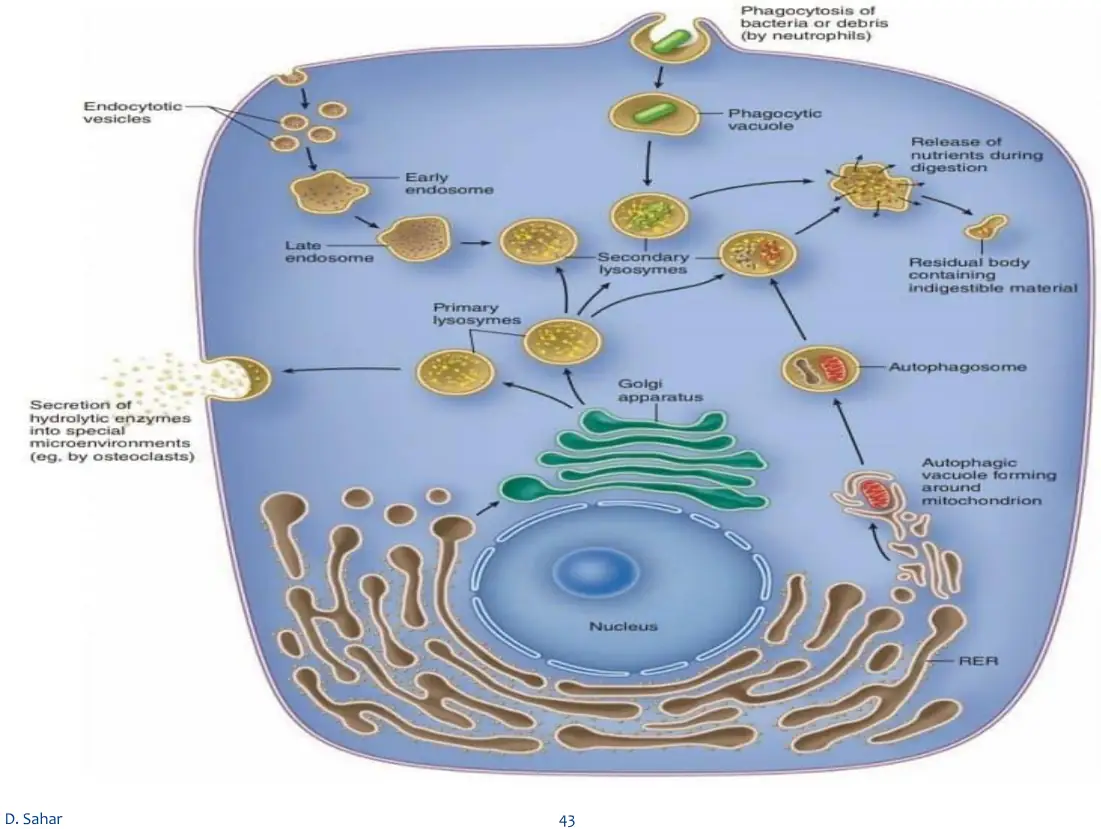 Phagocytosis of
bacteria or debris
(by neutrophils)
Endocytotic
vesicles
Phagocytic
vacuole
Release of
nutrients during
digestion
Early
endosome
Late
endosome
Secondary
lysosymes
Residual body
containing
indigestible material
Primary
lysosymes
Autophagosome
Golgi
apparatus
Secretion of
hydrolytic enzymes
into special
microenvironments
(eg, by osteoclasts)
Autophagic
vacuole forming
around
mitochondrion
Nucleus
RER
D. Sahar
43